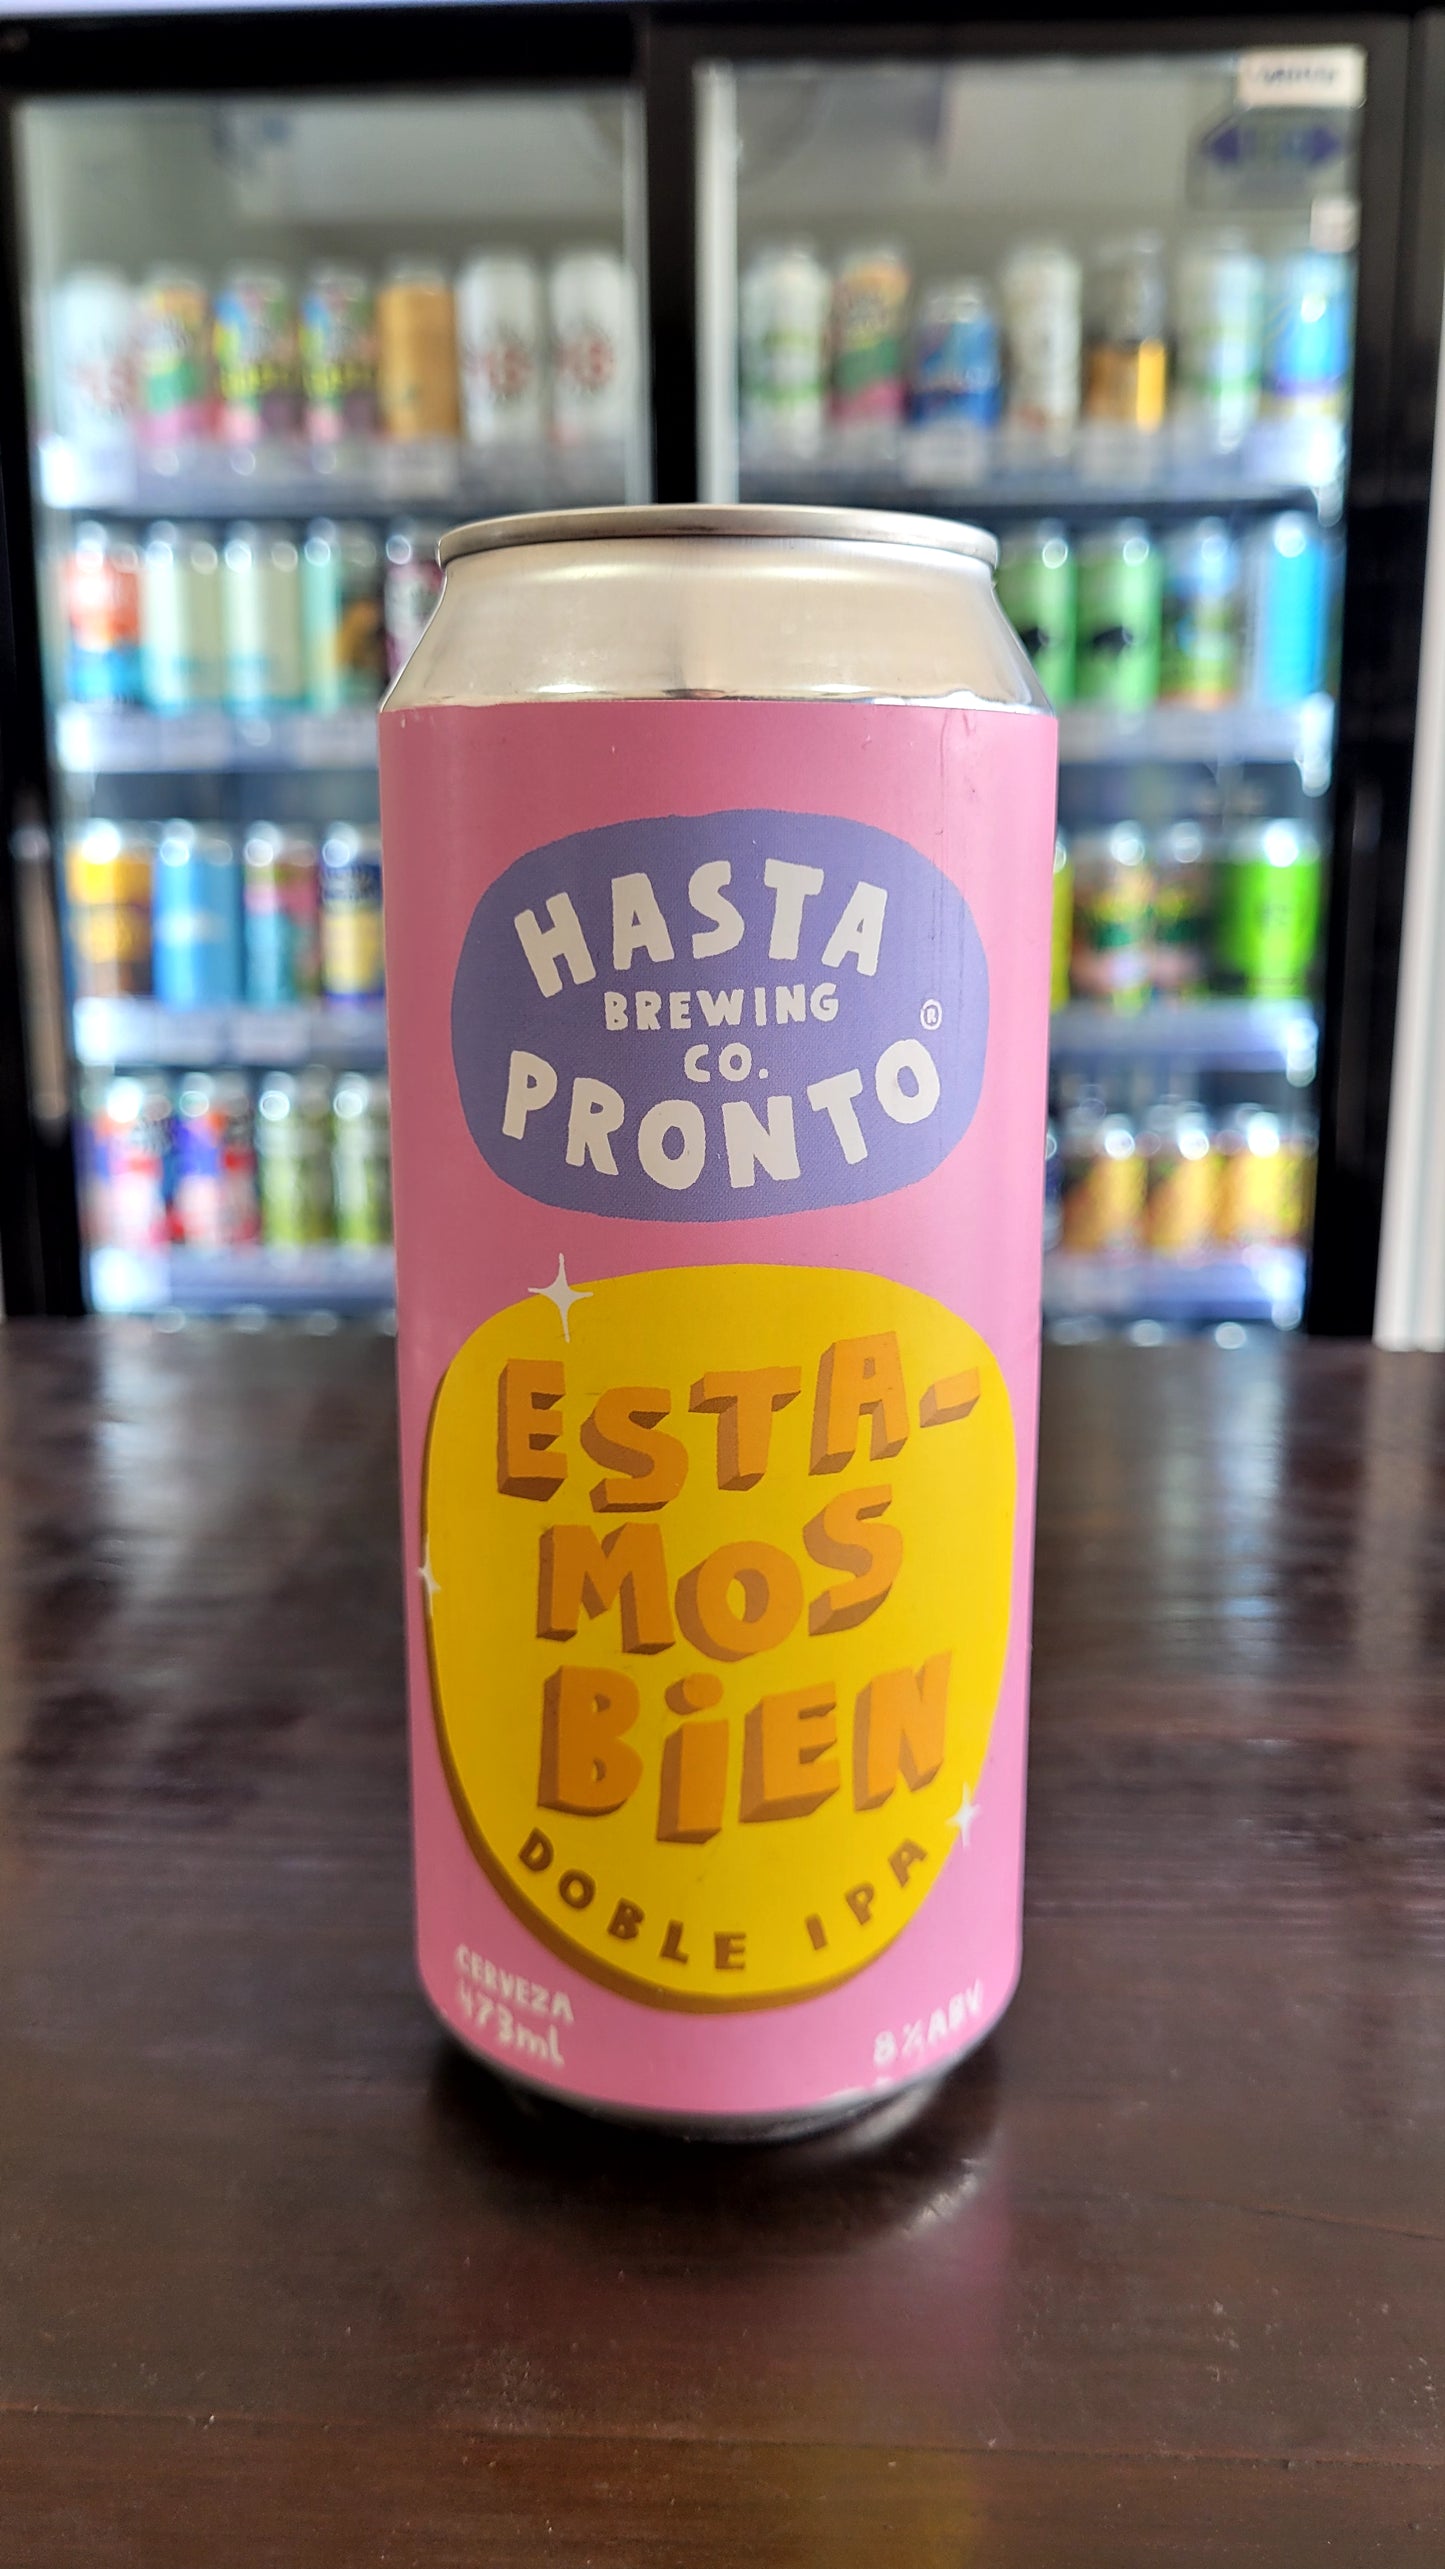 HASTA
BREWING
CO.
PRONTO
®
ESTA-
MOS
BIEN
DOBLE IPA
CERVEZA
473ml
8% ABV